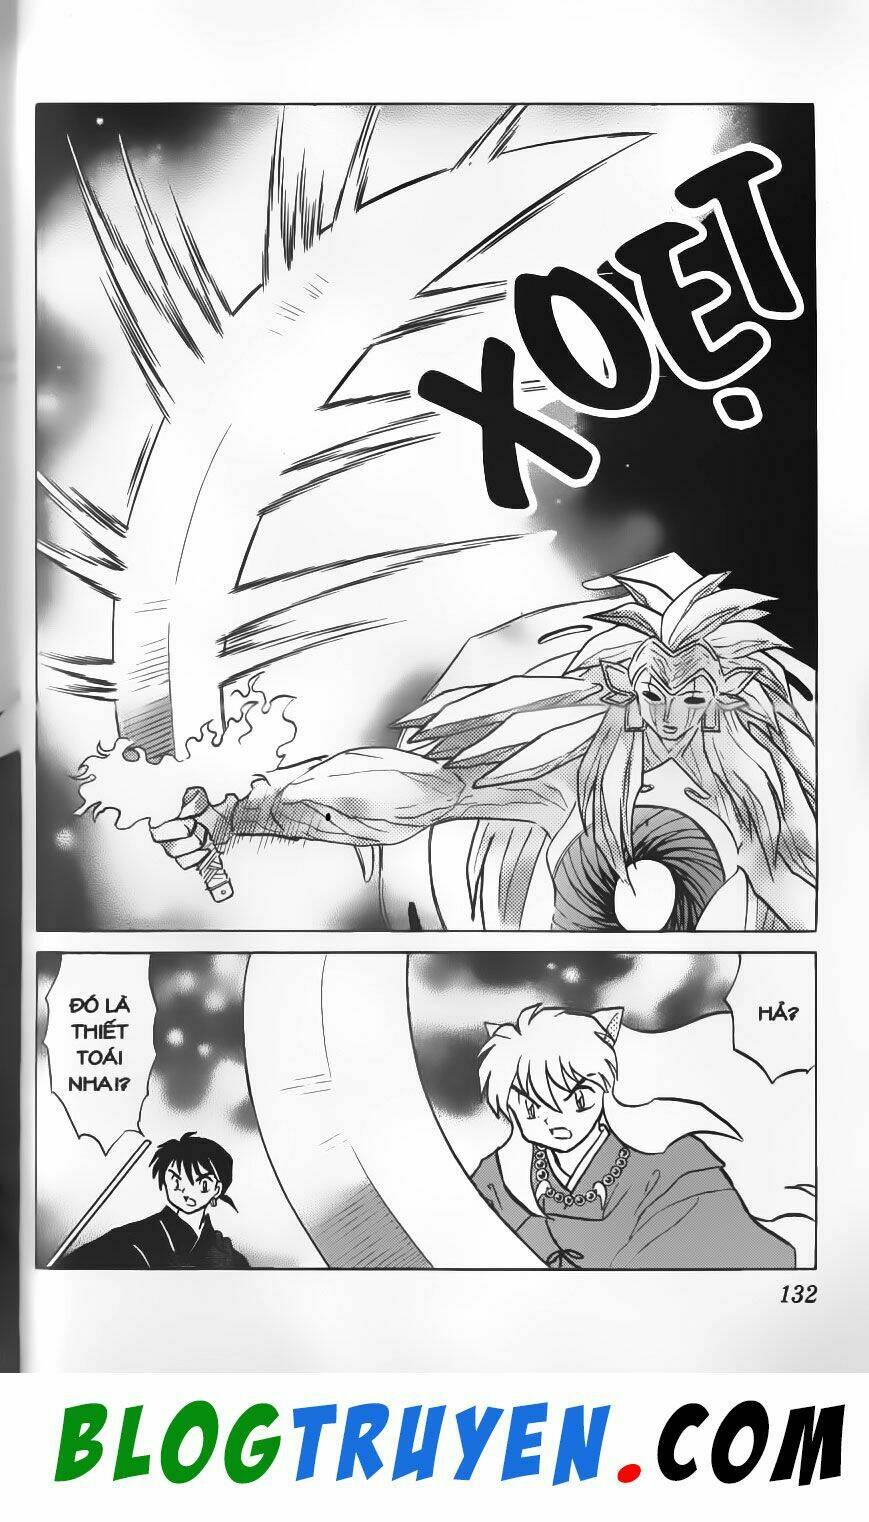 XOẸT
HẢ?
ĐÓ LÀ
THIẾT
TOÁI
NHA!?
132
BLOGTRUYEN.COM